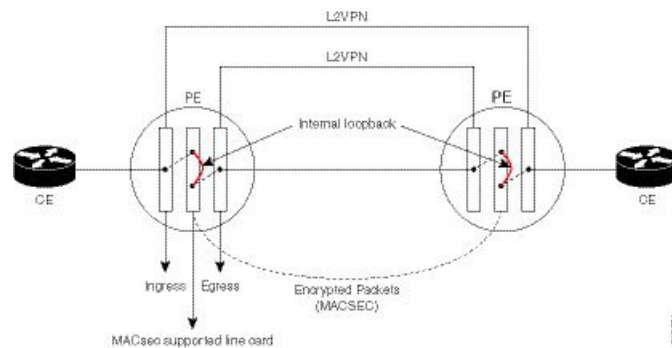 L2VPN
L2VPN
PE
PE
Internal loopback
CE
CE
Ingress
Egress
Encrypted Packets
(MACSEC)
MACsec supported line card